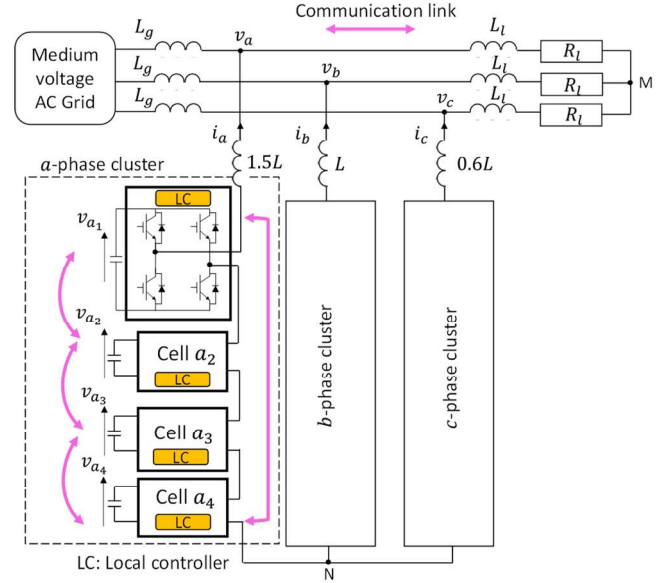 Communication link
Medium
voltage
AC Grid
L_g
L_g
L_g
v_a
v_b
v_c
L_l
L_l
L_l
R_l
R_l
R_l
M
i_a
i_b
i_c
1.5L
L
0.6L
a-phase cluster
LC
v_{a_1}
v_{a_2}
Cell a_2
LC
v_{a_3}
Cell a_3
LC
v_{a_4}
Cell a_4
LC
b-phase cluster
c-phase cluster
LC: Local controller
N